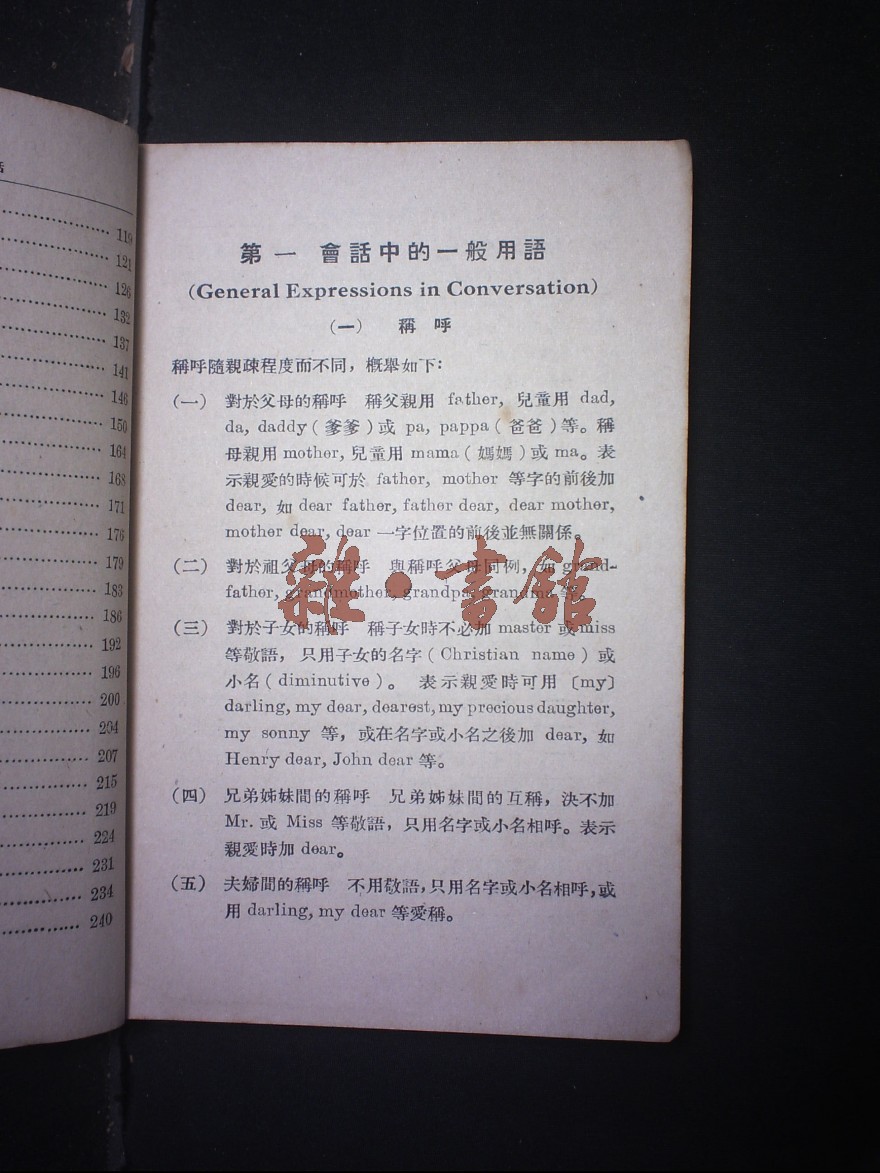 話
119
121
126
132
137
141
146
150
164
168
171
176
179
183
186
192
196
200
204
207
215
219
224
231
234
240
第一 會話中的一般用語
(General Expressions in Conversation)
(一) 稱呼
稱呼隨親疎程度而不同，概舉如下：
(一) 對於父母的稱呼 稱父親用 father, 兒童用 dad,
da, daddy (爹爹) 或 pa, pappa (爸爸) 等。稱
母親用 mother, 兒童用 mama (媽媽) 或 ma。表
示親愛的時候可於 father, mother 等字的前後加
dear, 如 dear father, father dear, dear mother,
mother dear, dear 一字位置的前後並無關係。
(二) 對於祖父母的稱呼 與稱呼父母同例，如 grand-
father, grandmother, grandpa, grandma 等。
(三) 對於子女的稱呼 稱子女時不必加 master 或 miss
等敬語，只用子女的名字 (Christian name) 或
小名 (diminutive)。 表示親愛時可用 〔my〕
darling, my dear, dearest, my precious daughter,
my sonny 等，或在名字或小名之後加 dear, 如
Henry dear, John dear 等。
(四) 兄弟姊妹間的稱呼 兄弟姊妹間的互稱，決不加
Mr. 或 Miss 等敬語，只用名字或小名相呼。表示
親愛時加 dear。
(五) 夫婦間的稱呼 不用敬語，只用名字或小名相呼，或
用 darling, my dear 等愛稱。
雜·書館